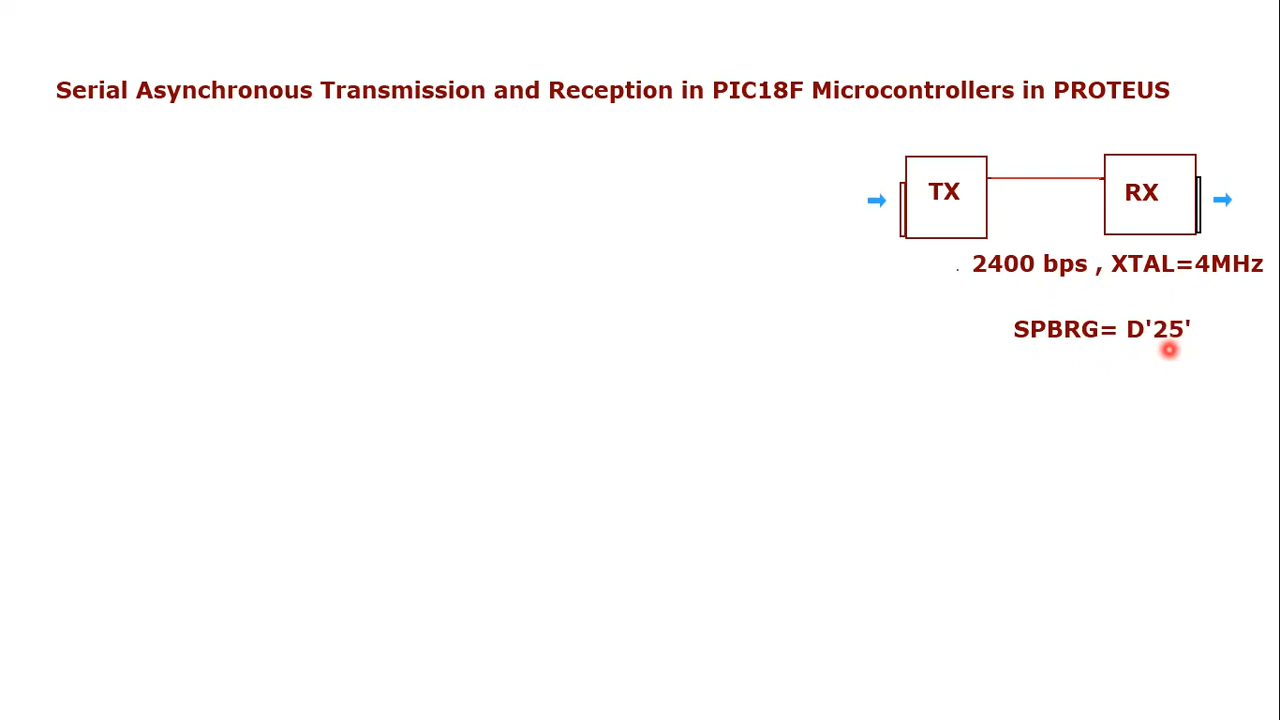 Serial Asynchronous Transmission and Reception in PIC18F Microcontrollers in PROTEUS
TX
RX
. 2400 bps , XTAL=4MHz
SPBRG= D'25'